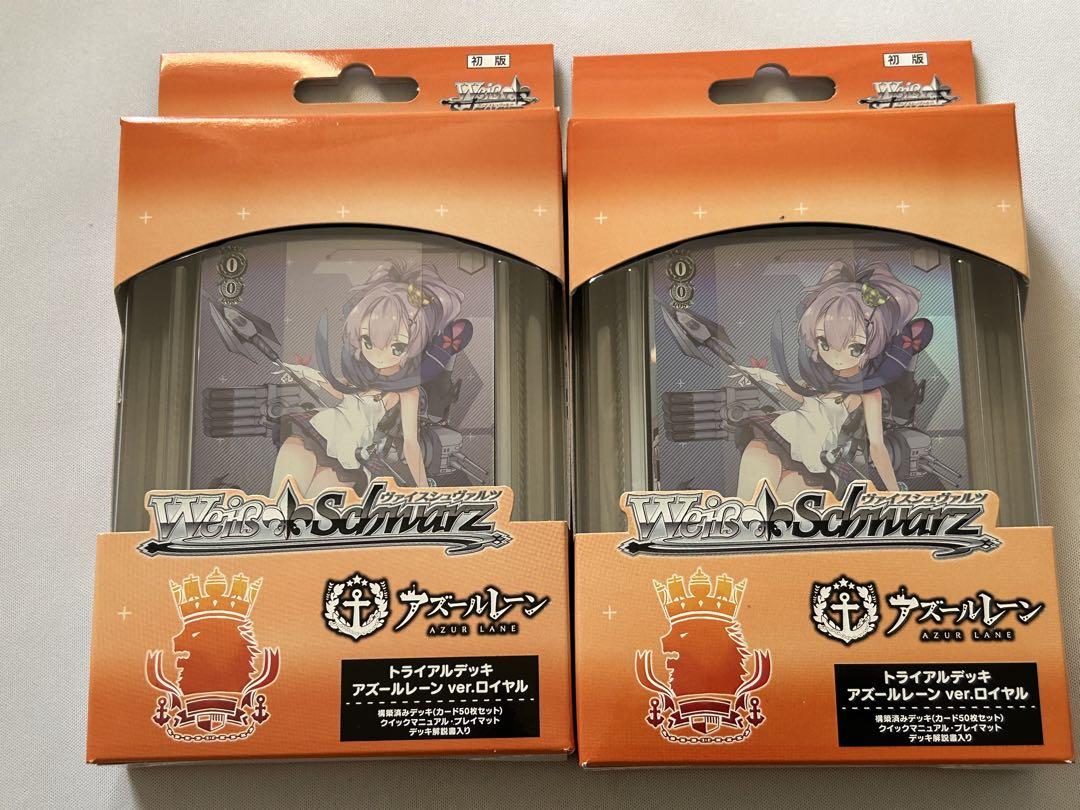 初版
Weiß Schwarz
0
0
ヴァイスシュヴァルツ
Weiß Schwarz
アズールレーン
AZUR LANE
トライアルデッキ
アズールレーン ver.ロイヤル
構築済みデッキ(カード50枚セット)
クイックマニュアル・プレイマット
デッキ解説書入り
初版
Weiß Schwarz
0
0
ヴァイスシュヴァルツ
Weiß Schwarz
アズールレーン
AZUR LANE
トライアルデッキ
アズールレーン ver.ロイヤル
構築済みデッキ(カード50枚セット)
クイックマニュアル・プレイマット
デッキ解説書入り